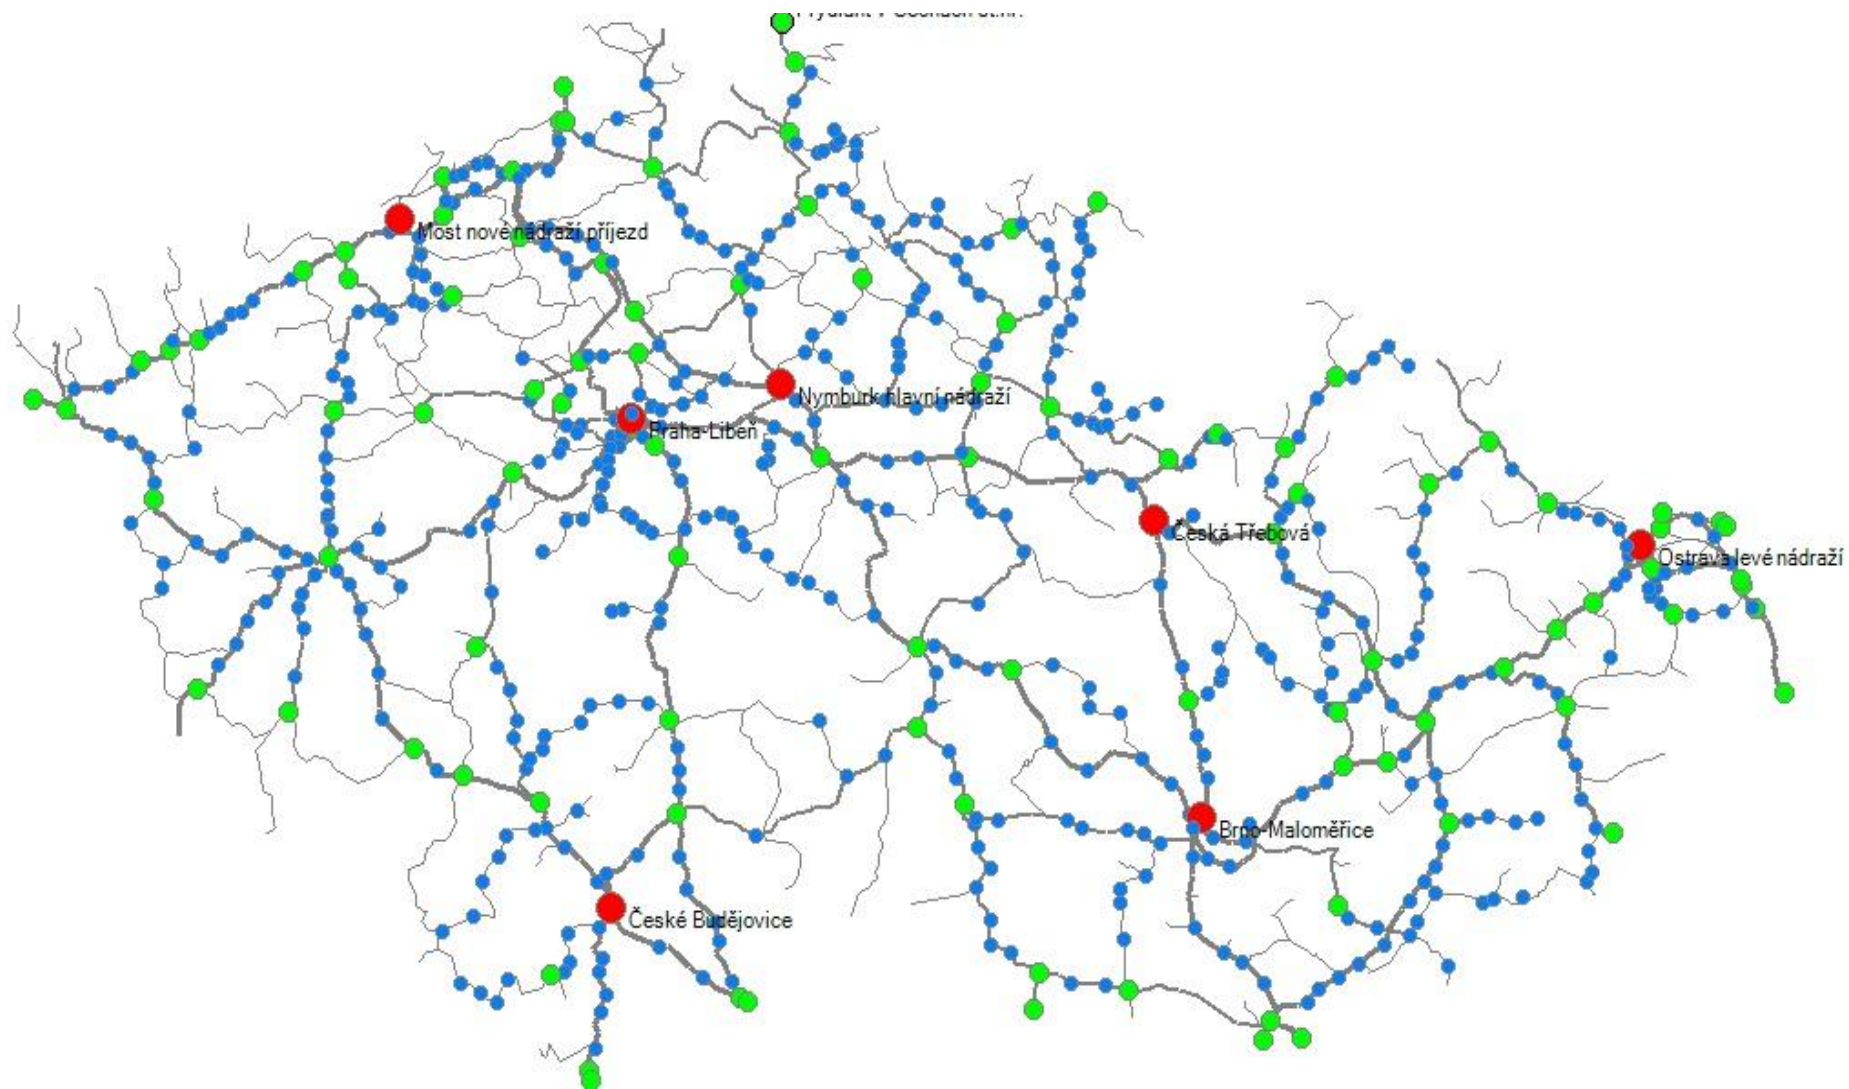 Most nové nádraží příjezd
Nymburk hlavní nádraží
Praha-Libeň
Česká Třebová
Ostrava levé nádraží
Brno-Maloměřice
České Budějovice